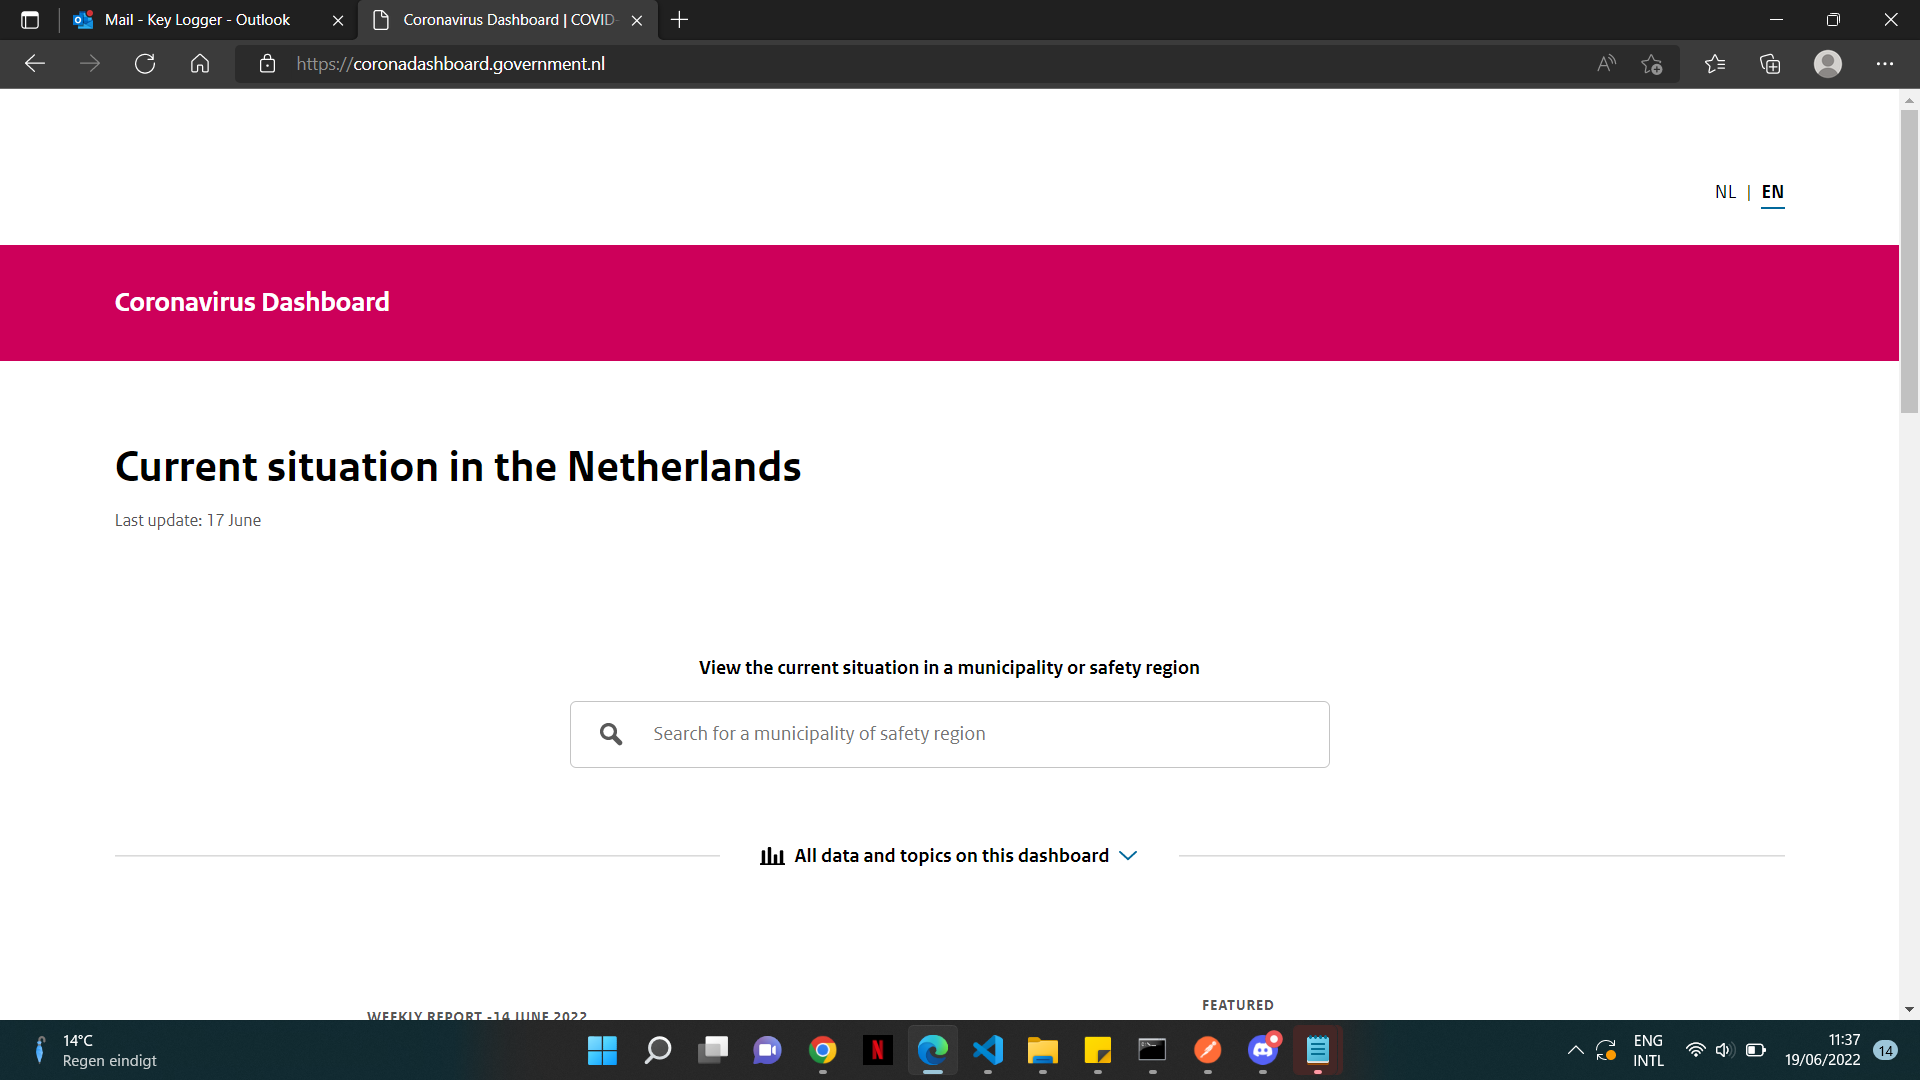 Mail - Key Logger - Outlook
Coronavirus Dashboard | COVID-
https://coronadashboard.government.nl
NL | EN
Coronavirus Dashboard
Current situation in the Netherlands
Last update: 17 June
View the current situation in a municipality or safety region
Search for a municipality of safety region
All data and topics on this dashboard
FEATURED
WEEKLY REPORT - 14 JUNE 2022
14°C
Regen eindigt
ENG
INTL
11:37
19/06/2022
14